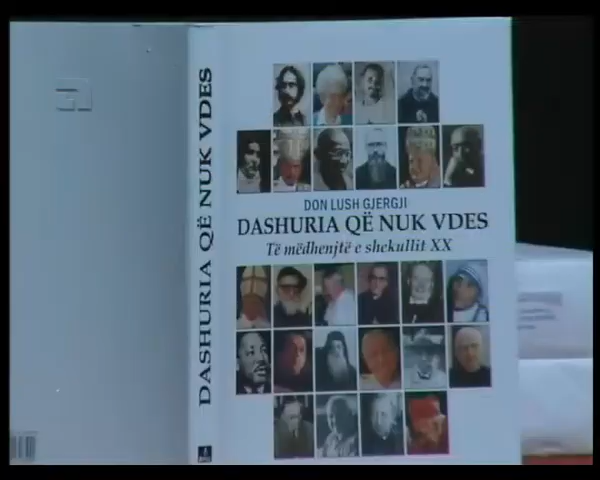 DASHURIA QË NUK VDES
DON LUSH GJERGJI
DASHURIA QË NUK VDES
Të mëdhenjtë e shekullit XX